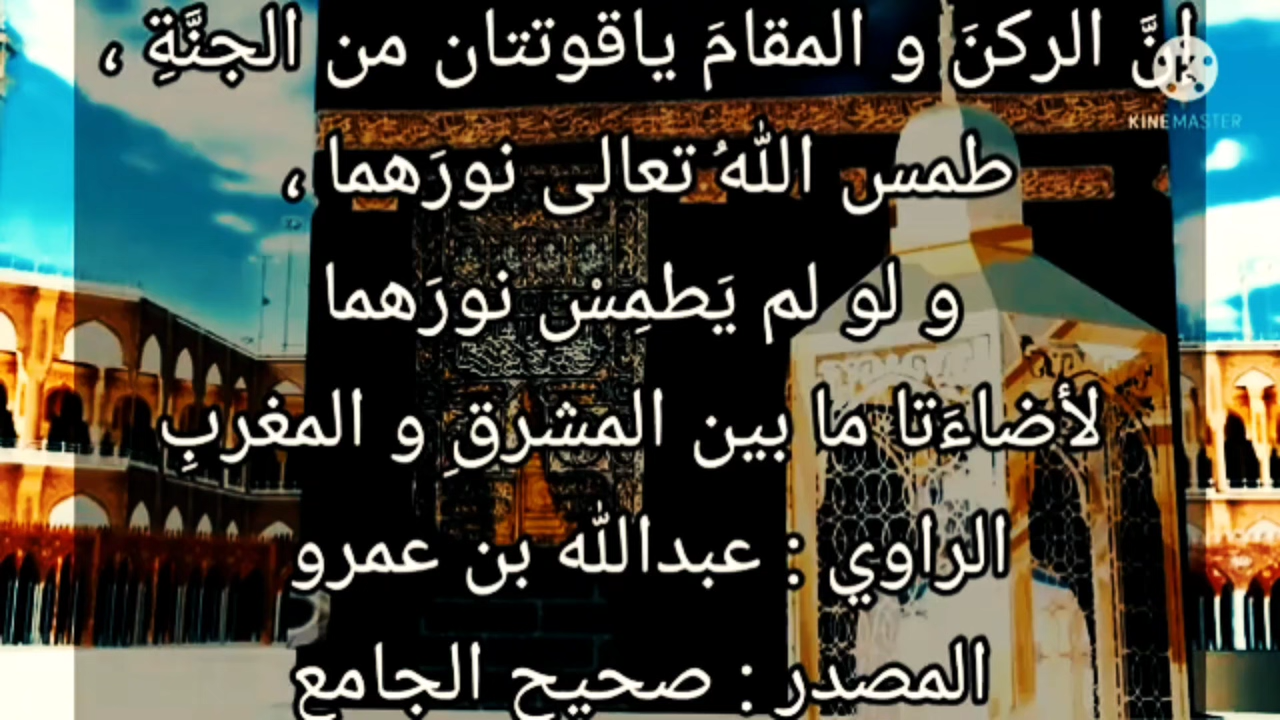 إنَّ الركنَ و المقامَ ياقوتتان من الجنَّةِ ،
طمس اللهُ تعالى نورَهما ،
و لو لم يَطمِسْ نورَهما
لأضاءَتا ما بين المشرقِ و المغربِ
الراوي : عبدالله بن عمرو
المصدر : صحيح الجامع
K
KINEMASTER